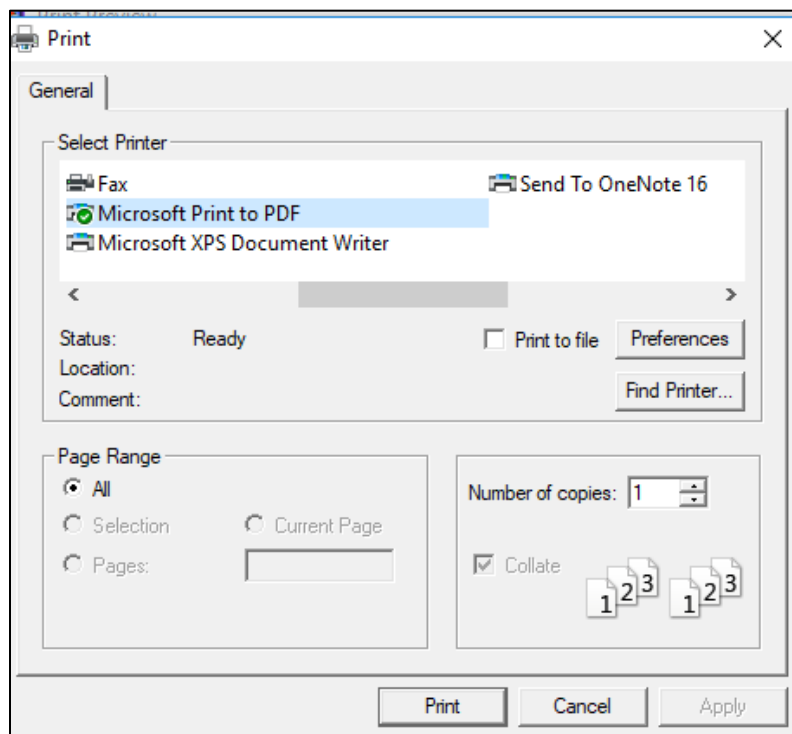 Print Preview
Print
General
Select Printer
Fax
Send To OneNote 16
Microsoft Print to PDF
Microsoft XPS Document Writer
Status: Ready
Print to file
Preferences
Location:
Comment:
Find Printer...
Page Range
All
Selection
Current Page
Pages:
Number of copies: 1
Collate
1 2 3 1 2 3
Print
Cancel
Apply